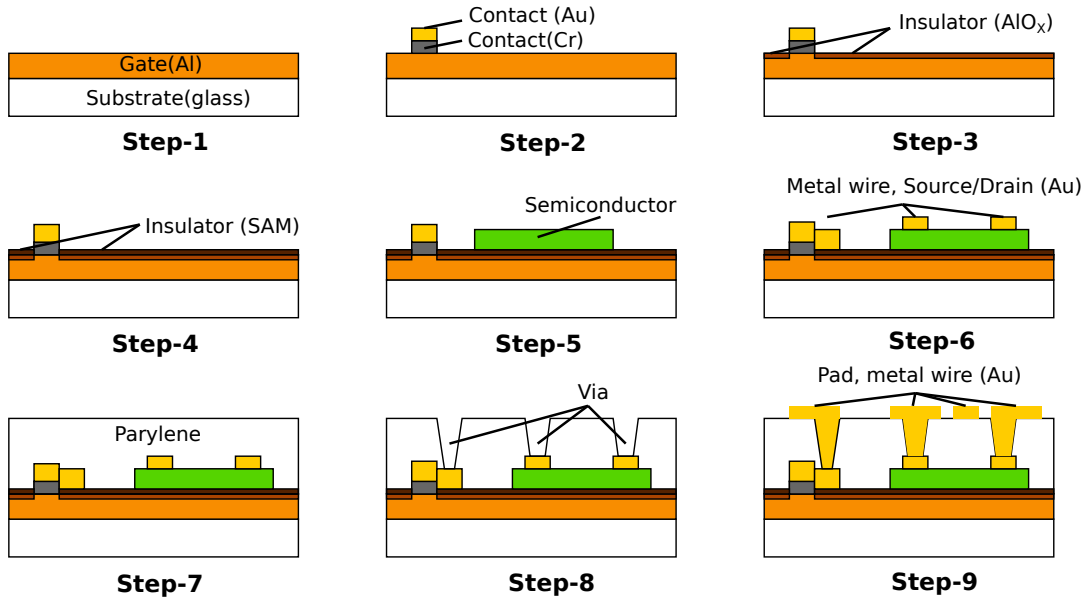 Gate(Al)
Substrate(glass)
Step-1
Contact (Au)
Contact(Cr)
Step-2
Insulator (AlOX)
Step-3
Insulator (SAM)
Step-4
Semiconductor
Step-5
Metal wire, Source/Drain (Au)
Step-6
Parylene
Step-7
Via
Step-8
Pad, metal wire (Au)
Step-9